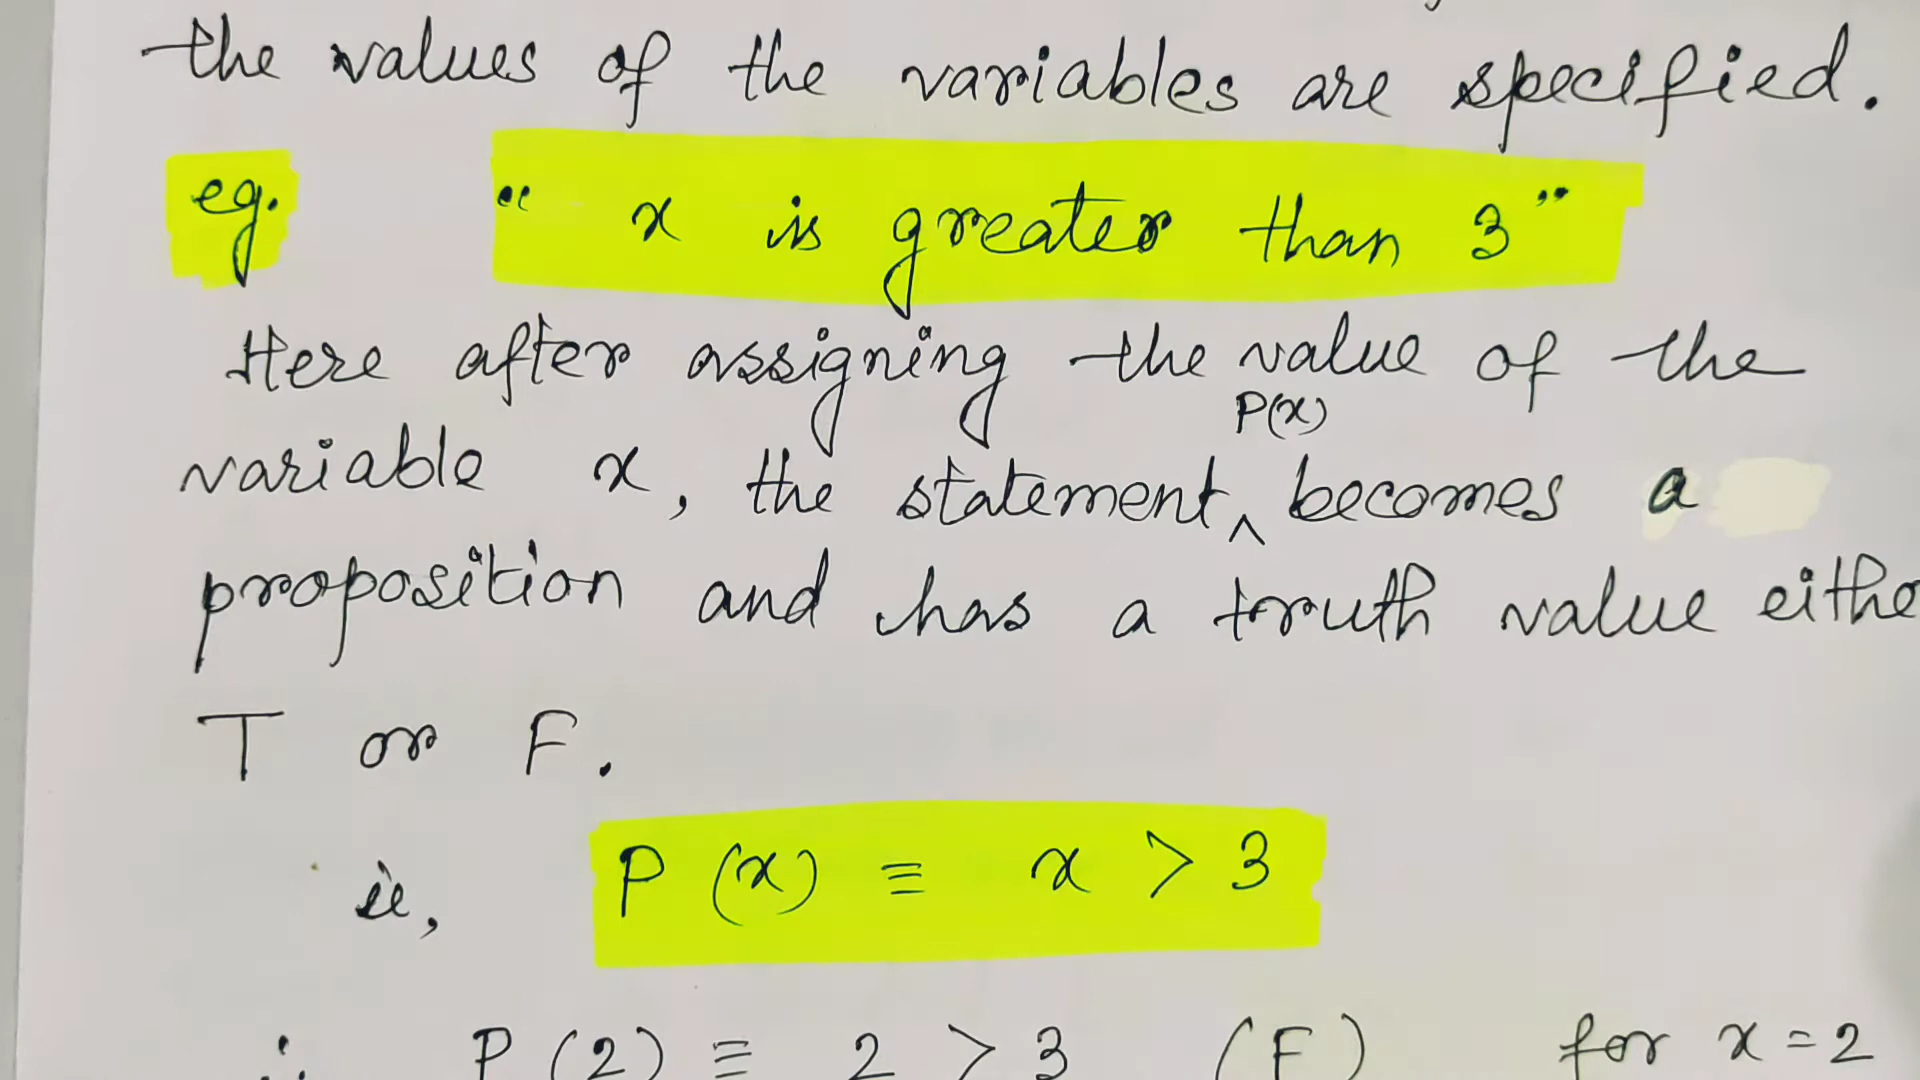 the values of the variables are specified.
eg. "x is greater than 3"
Here after assigning the value of the
P(x)
variable x, the statement, ^ becomes a
proposition and has a truth value eithe
T or F.
ie, P(x) ≡ x > 3
P(2) ≡ 2 > 3 (F) for x = 2